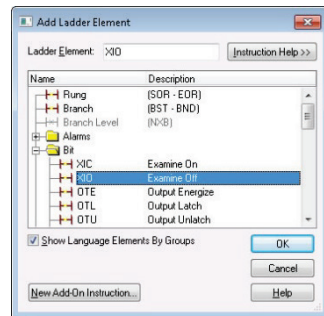 Add Ladder Element
Ladder Element: XIO Instruction Help >>
Name Description
Rung (SOR - EOR)
Branch (BST - BND)
Branch Level (NXB)
Alarms
Bit
XIC Examine On
XIO Examine Off
OTE Output Energize
OTL Output Latch
OTU Output Unlatch
Show Language Elements By Groups OK
Cancel
New Add-On Instruction... Help